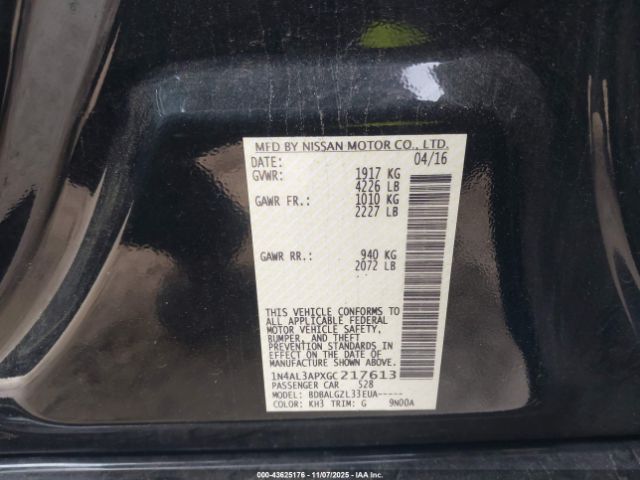 MFD BY NISSAN MOTOR CO., LTD.
DATE: 04/16
GVWR: 1917 KG
4226 LB
GAWR FR.: 1010 KG
2227 LB
GAWR RR.: 940 KG
2072 LB
THIS VEHICLE CONFORMS TO
ALL APPLICABLE FEDERAL
MOTOR VEHICLE SAFETY,
BUMPER, AND THEFT
PREVENTION STANDARDS IN
EFFECT ON THE DATE OF
MANUFACTURE SHOWN ABOVE.
1N4AL3APXGC217613
PASSENGER CAR 528
MODEL: BDBALGZL33EUA-----
COLOR: KH3 TRIM: G 9N00A
© 000-43625176 — 11/07/2025 — IAAI, Inc.